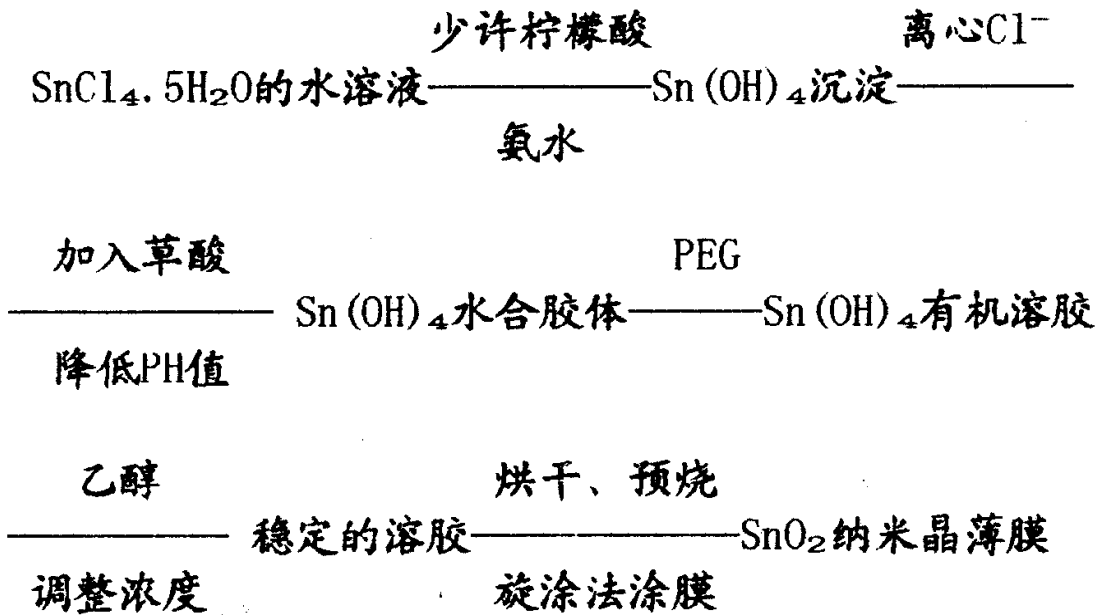 少许柠檬酸 离心Cl⁻
SnCl₄.5H₂O的水溶液 Sn(OH)₄沉淀
氨水
加入草酸 PEG
Sn(OH)₄水合胶体 Sn(OH)₄有机溶胶
降低PH值
乙醇 烘干、预烧
稳定的溶胶 SnO₂纳米晶薄膜
调整浓度 旋涂法涂膜